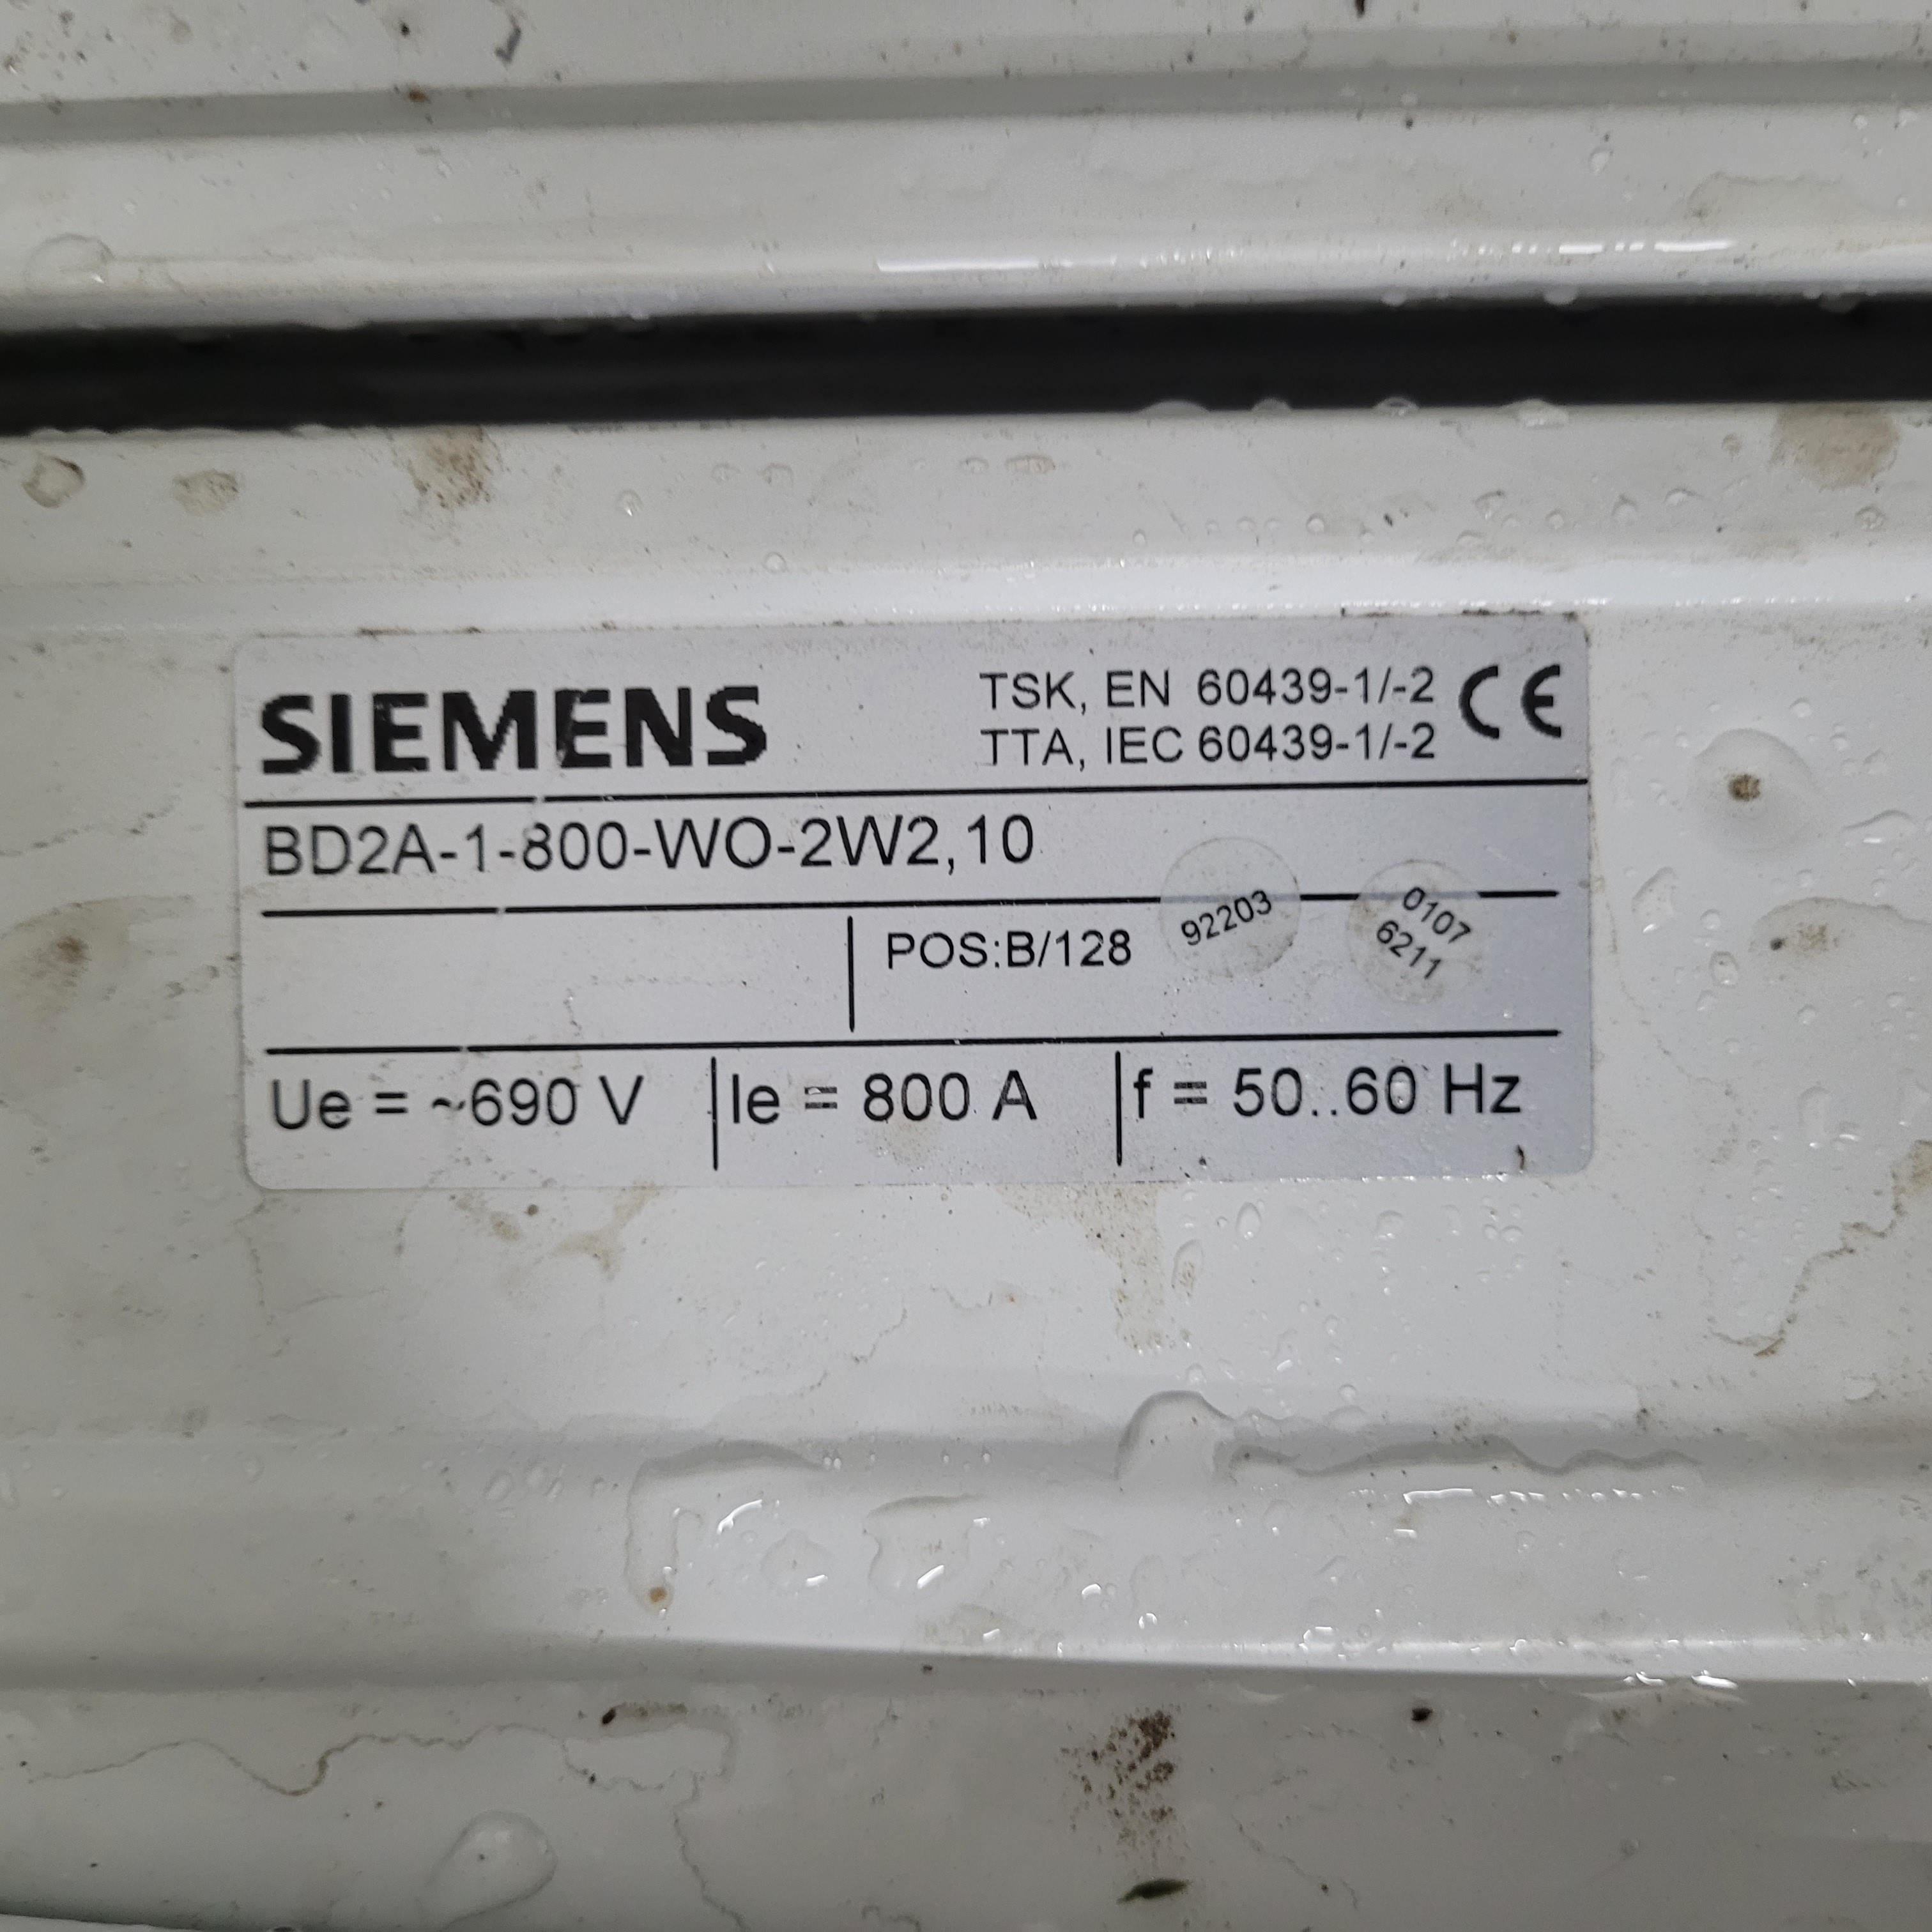 SIEMENS
TSK, EN 60439-1/-2
TTA, IEC 60439-1/-2
CE
BD2A-1-800-WO-2W2,10
POS:B/128
92203
0107
6211
Ue = ~690 V
Ie = 800 A
f = 50..60 Hz